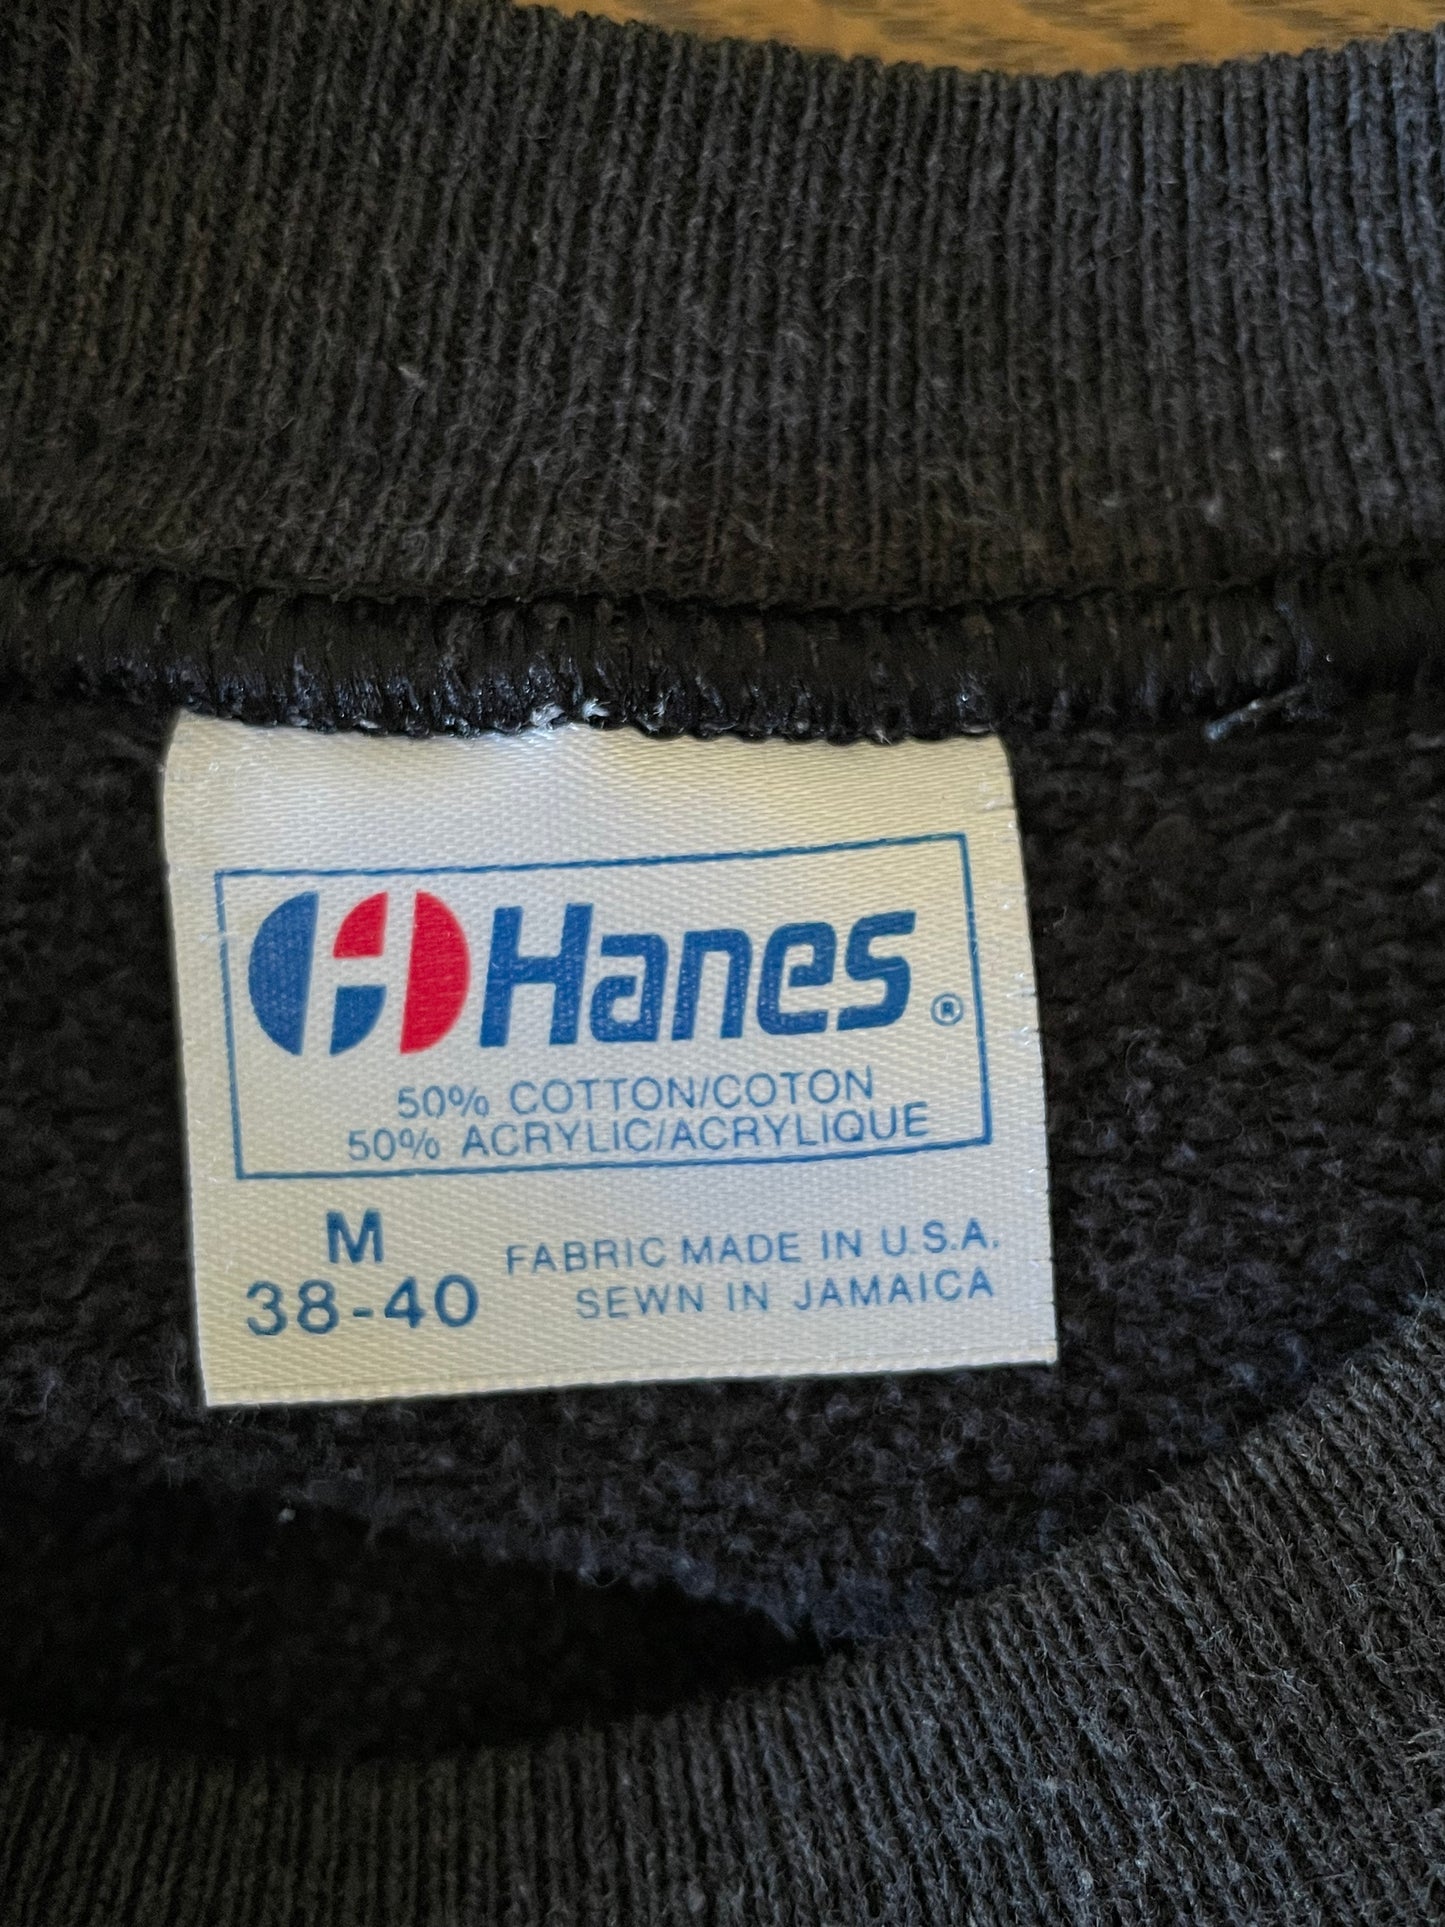 Hanes®
50% COTTON/COTON
50% ACRYLIC/ACRYLIQUE
M
38-40
FABRIC MADE IN U.S.A.
SEWN IN JAMAICA